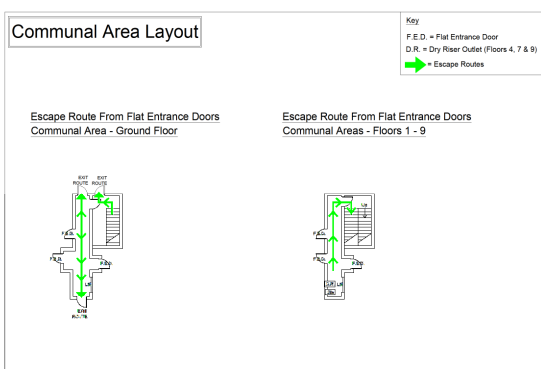 Communal Area Layout
Key
F.E.D. = Flat Entrance Door
D.R. = Dry Riser Outlet (Floors 4, 7 & 9)
= Escape Routes
Escape Route From Flat Entrance Doors
Communal Area - Ground Floor
Escape Route From Flat Entrance Doors
Communal Areas - Floors 1 - 9
EXIT
ROUTE
EXIT
ROUTE
F.E.D.
F.E.D.
F.E.D.
Lift
ROUTE
Up
F.E.D.
F.E.D.
F.E.D.